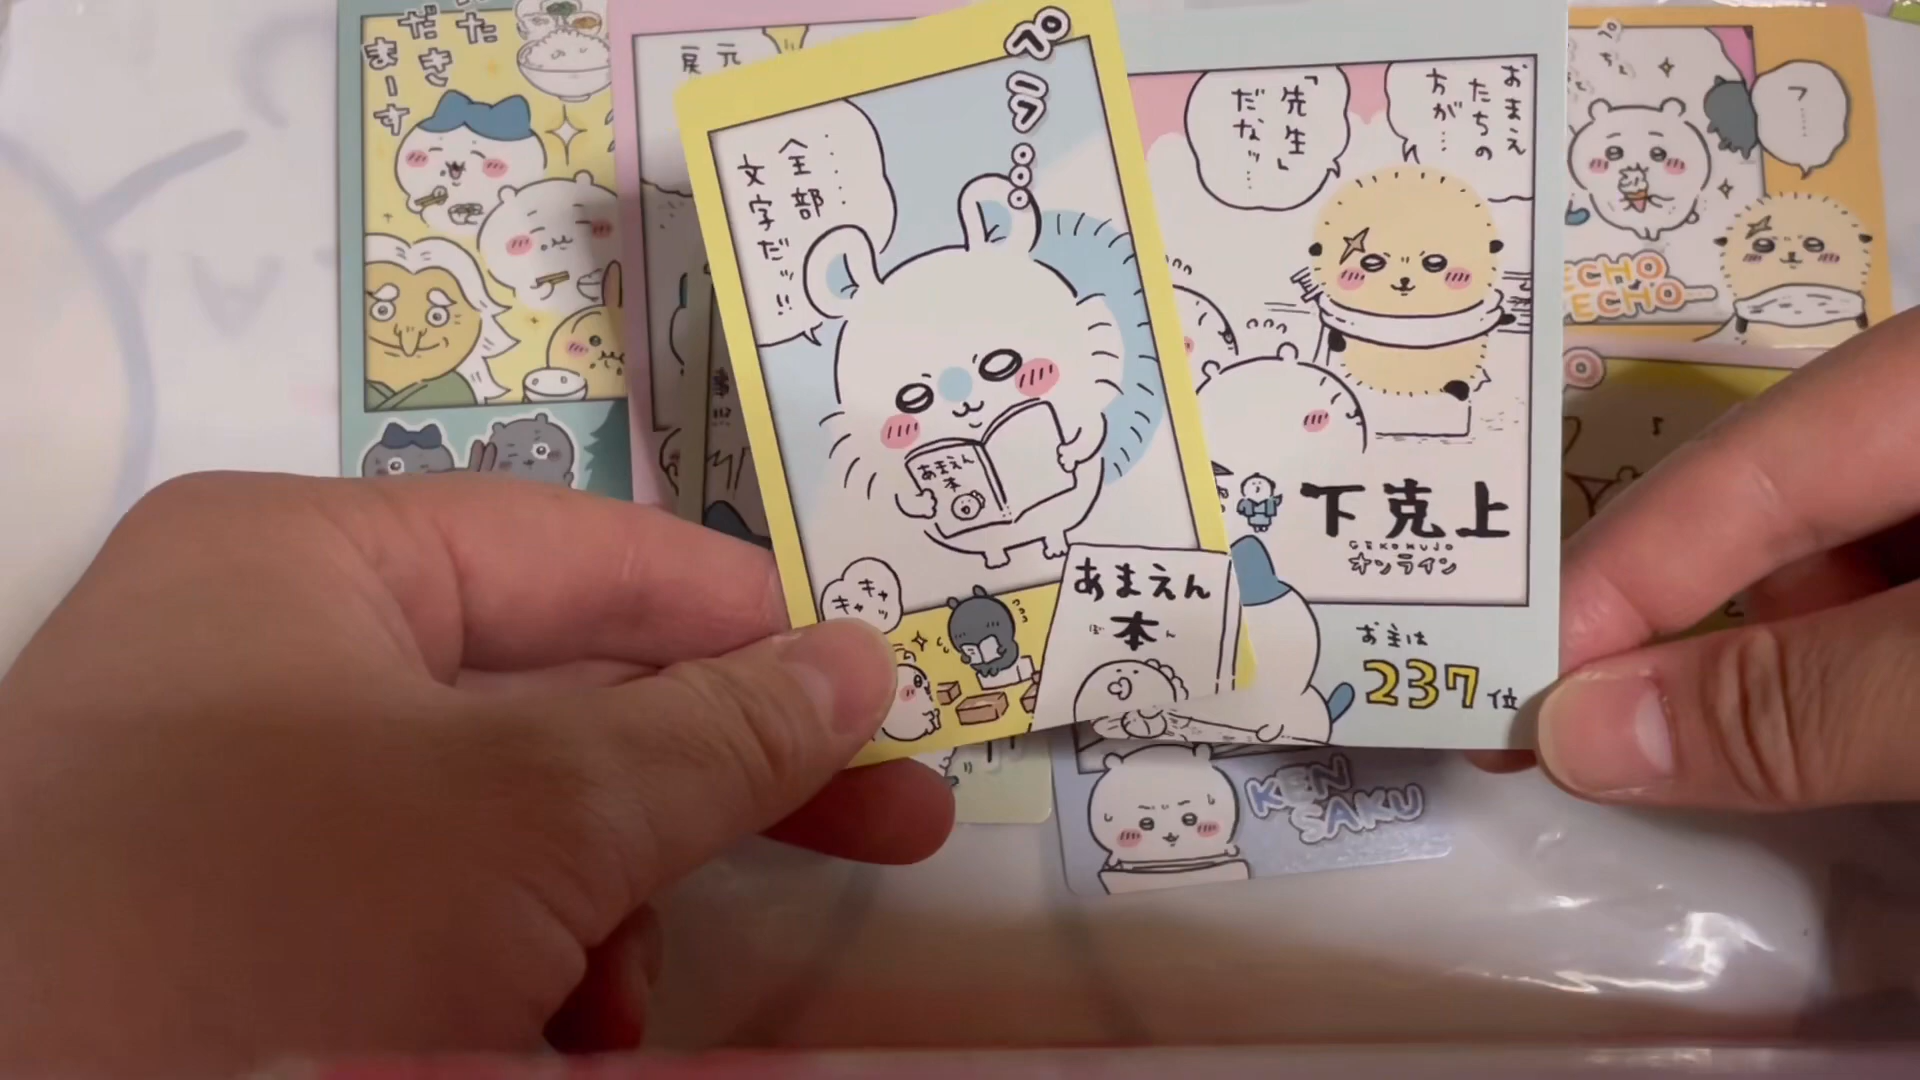 いただきまーす
戻元
ペラ…
……全部文字だッ!!
あまえん
本
キャキャッ
あまえん
本
ぼん
おまえたちの方が…
「先生」だなッ…
下克上
GEKOKUJO
オンライン
お主は
237位
フ……
ECHO
ECHO
KEN
SAKU